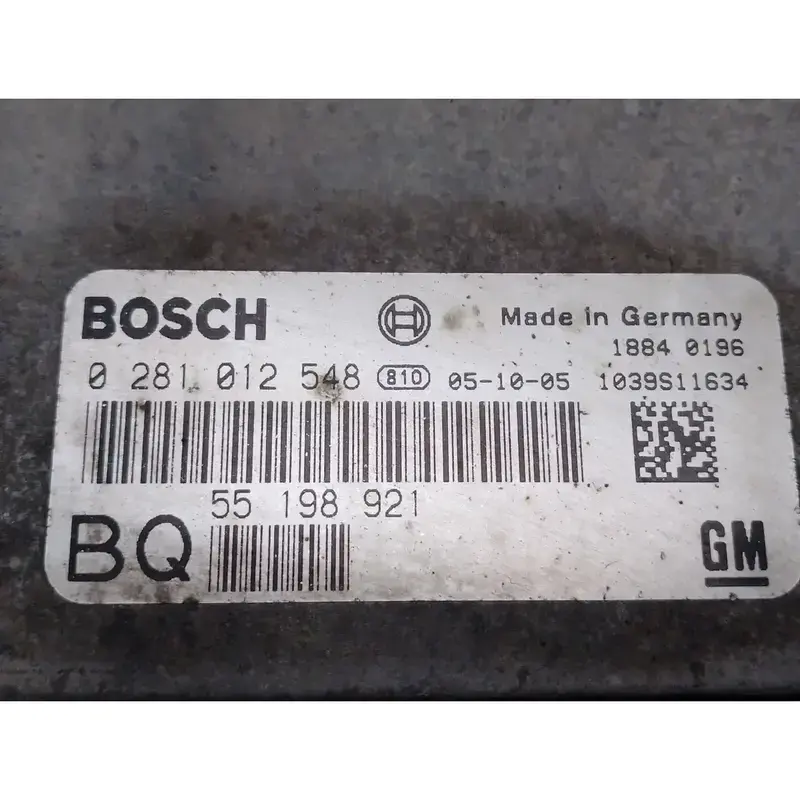 BOSCH Made in Germany
1884 0196
0 281 012 548 810 05-10-05 1039S11634
55 198 921
BQ
GM